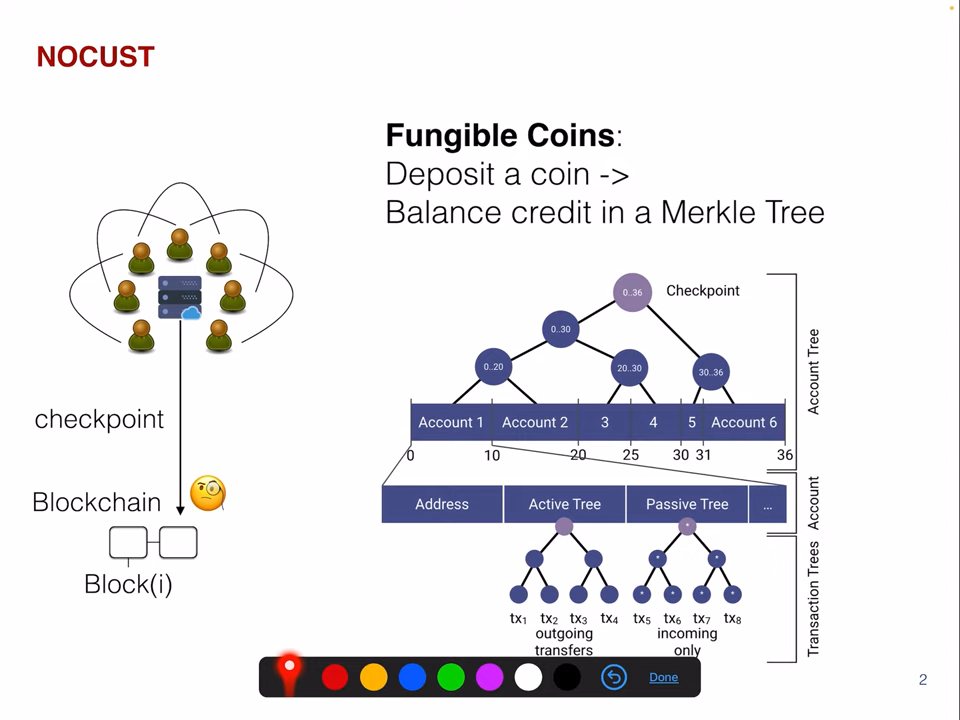 NOCUST
Fungible Coins:
Deposit a coin ->
Balance credit in a Merkle Tree
checkpoint
Blockchain
Block(i)
0..36
Checkpoint
0..30
0..20
20..30
30..36
Account 1
Account 2
3
4
5
Account 6
0
10
20
25
30
31
36
Account Tree
Address
Active Tree
Passive Tree
...
Account
*
* *
* * * *
tx1 tx2 tx3 tx4
tx5 tx6 tx7 tx8
outgoing
transfers
incoming
only
Transaction Trees
Done
2